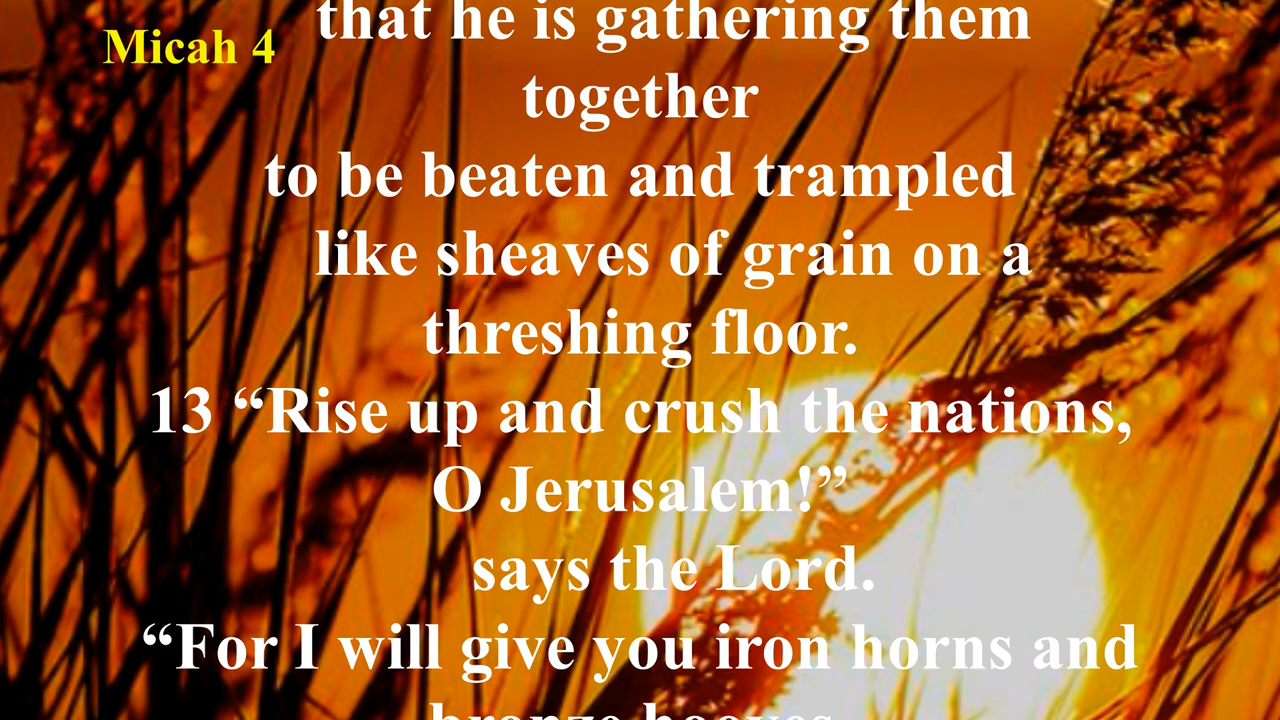 Micah 4
that he is gathering them
together
to be beaten and trampled
like sheaves of grain on a
threshing floor.
13 “Rise up and crush the nations,
O Jerusalem!”
says the Lord.
“For I will give you iron horns and
bronze hooves